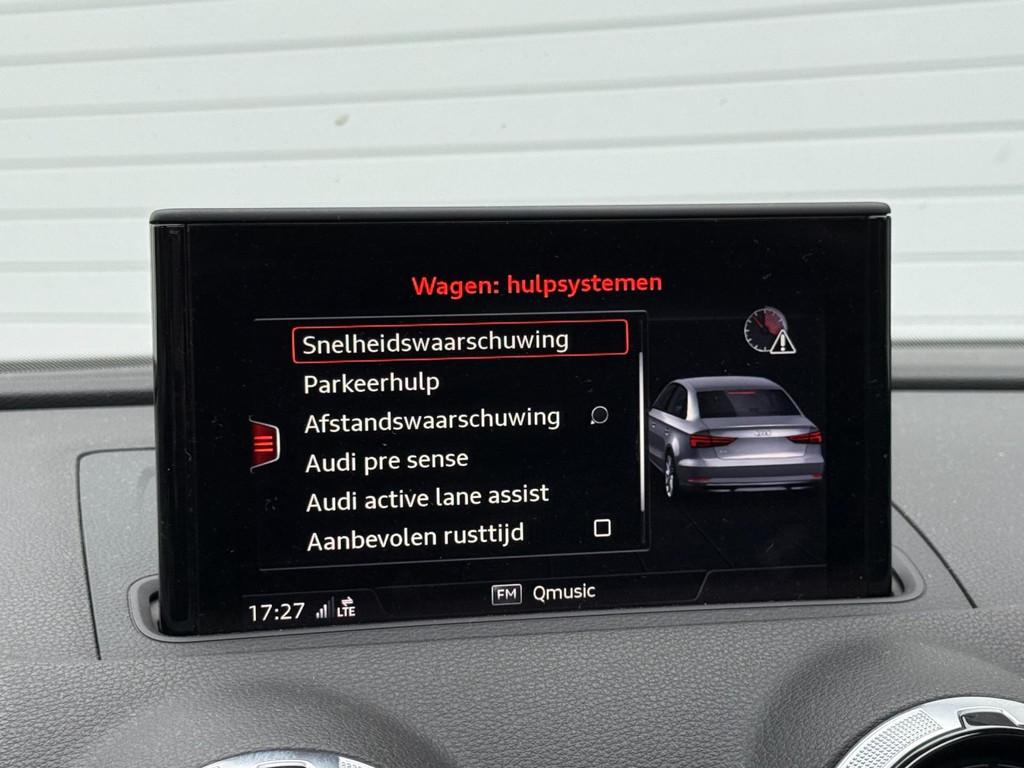 Wagen: hulpsystemen
Snelheidswaarschuwing
Parkeerhulp
Afstandswaarschuwing
Audi pre sense
Audi active lane assist
Aanbevolen rusttijd
17:27 LTE FM Qmusic